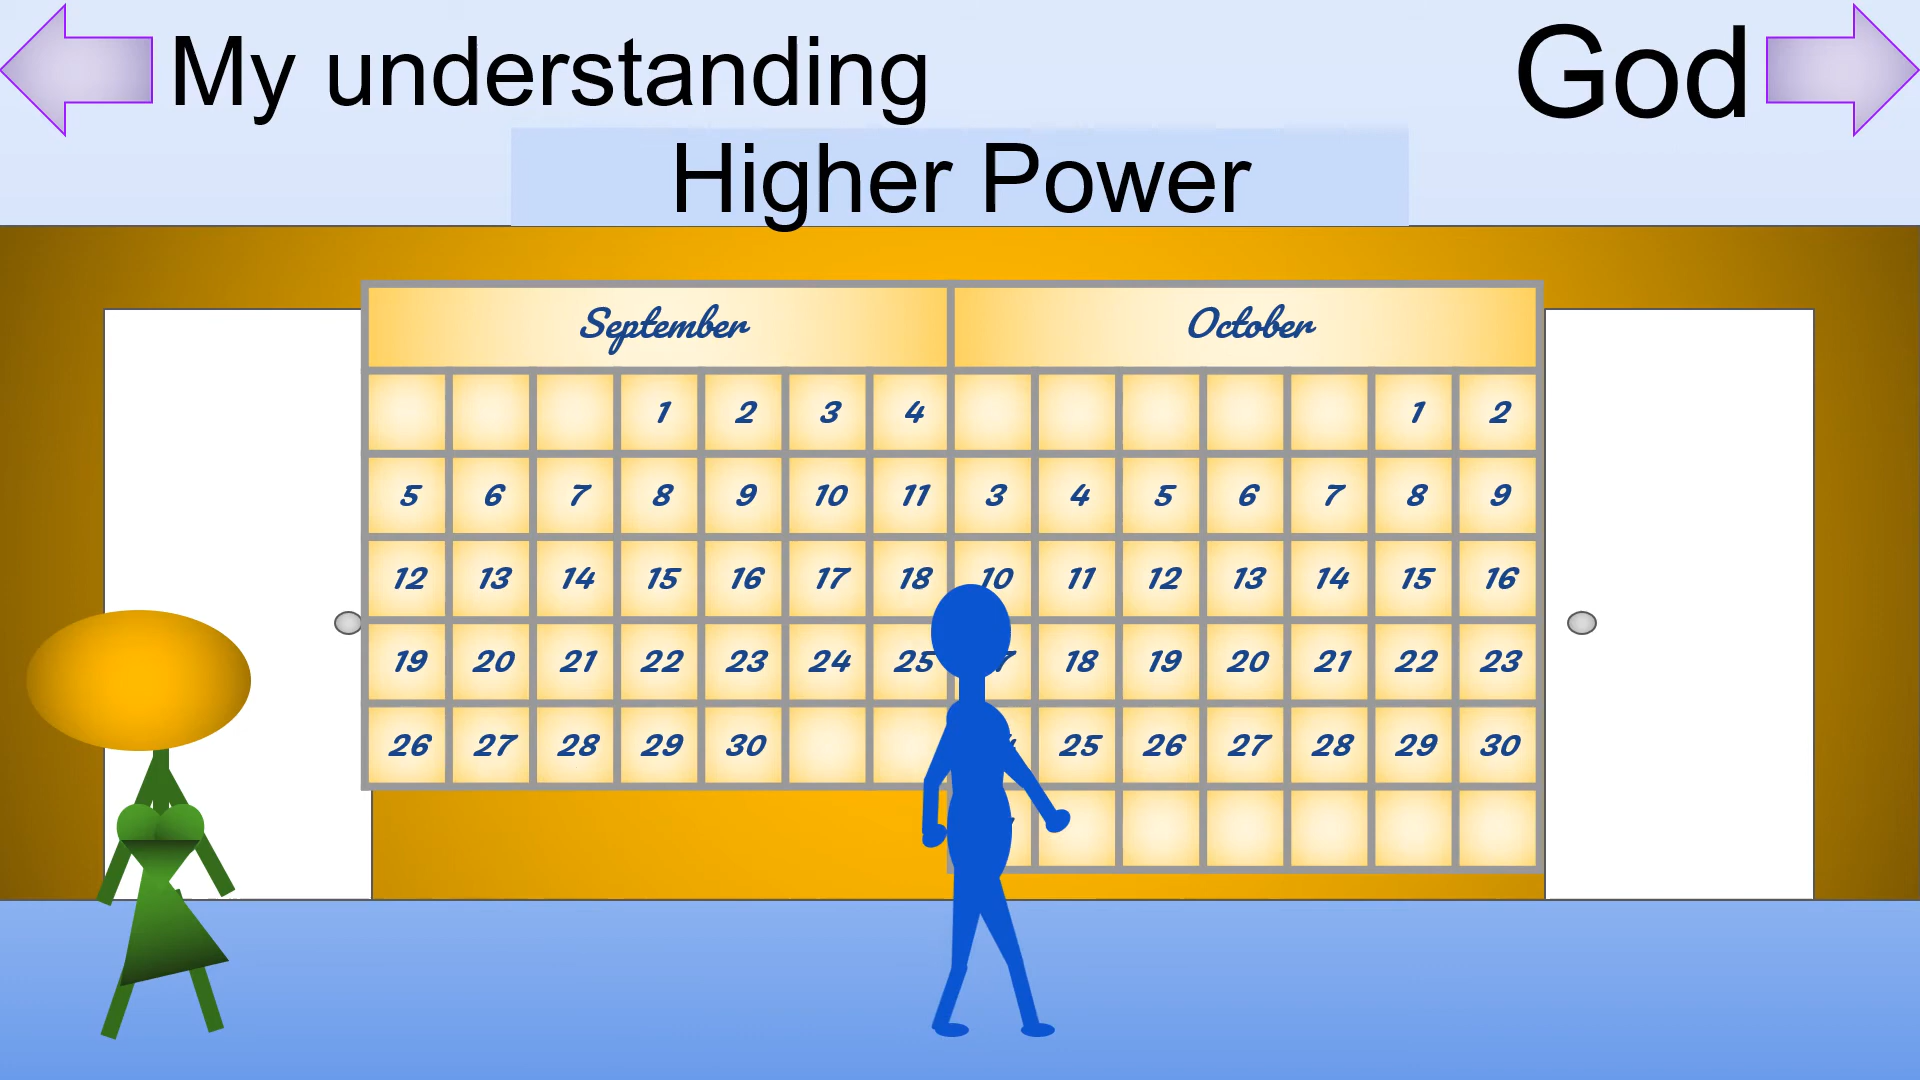 My understanding God
Higher Power
September October
1 2 3 4 1 2
5 6 7 8 9 10 11 3 4 5 6 7 8 9
12 13 14 15 16 17 18 10 11 12 13 14 15 16
19 20 21 22 23 24 25 18 19 20 21 22 23
26 27 28 29 30 25 26 27 28 29 30